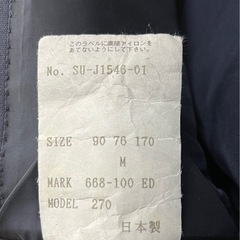 このラベルに直接アイロンを
あてないようにして下さい。
No. SU-J1546-01
SIZE 90 76 170
M
MARK 668-100 ED
MODEL 270
日本製